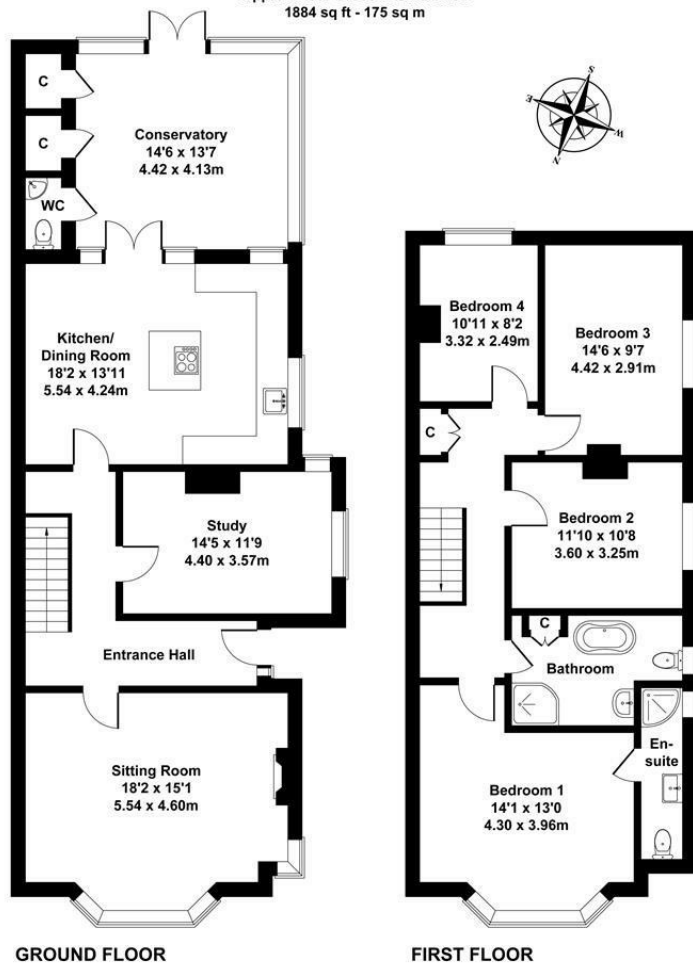 1884 sq ft - 175 sq m
C
C
WC
Conservatory
14'6 x 13'7
4.42 x 4.13m
S
E
W
N
Kitchen/
Dining Room
18'2 x 13'11
5.54 x 4.24m
Bedroom 4
10'11 x 8'2
3.32 x 2.49m
Bedroom 3
14'6 x 9'7
4.42 x 2.91m
C
Study
14'5 x 11'9
4.40 x 3.57m
Bedroom 2
11'10 x 10'8
3.60 x 3.25m
Entrance Hall
C
Bathroom
Sitting Room
18'2 x 15'1
5.54 x 4.60m
En-
suite
Bedroom 1
14'1 x 13'0
4.30 x 3.96m
GROUND FLOOR
FIRST FLOOR